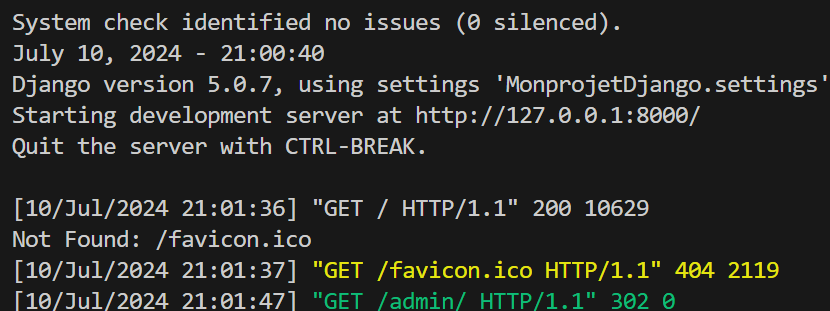 System check identified no issues (0 silenced).
July 10, 2024 - 21:00:40
Django version 5.0.7, using settings 'MonprojetDjango.settings'
Starting development server at http://127.0.0.1:8000/
Quit the server with CTRL-BREAK.
[10/Jul/2024 21:01:36] "GET / HTTP/1.1" 200 10629
Not Found: /favicon.ico
[10/Jul/2024 21:01:37] "GET /favicon.ico HTTP/1.1" 404 2119
[10/Jul/2024 21:01:47] "GET /admin/ HTTP/1.1" 302 0